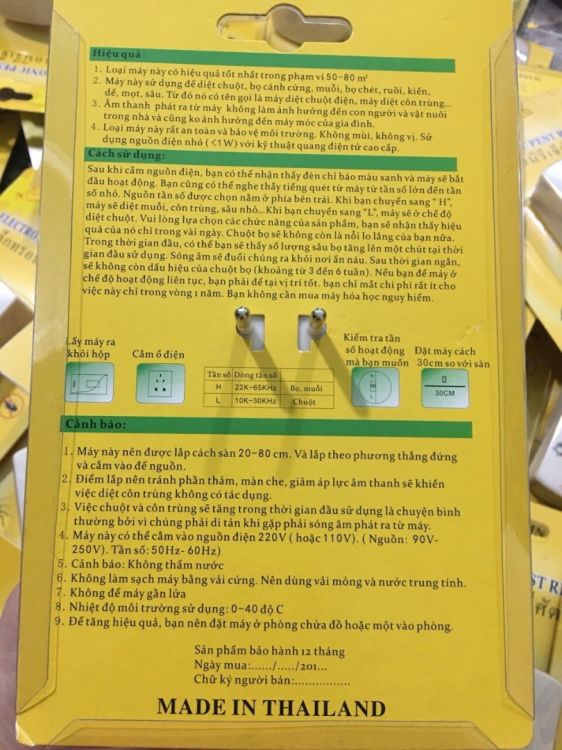 Hiệu quả:
1. Loại máy này có hiệu quả tốt nhất trong phạm vi 50-80 m²
2. Máy này sử dụng để diệt chuột, bọ cánh cứng, muỗi, bọ chét, ruồi, kiến,
dế, mọt, sâu. Từ đó nó có tên gọi là máy diệt chuột điện, máy diệt côn trùng...
3. Âm thanh phát ra từ máy không làm ảnh hưởng đến con người và vật nuôi
trong nhà và cũng ko ảnh hưởng đến máy móc của gia đình.
4. Loại máy này rất an toàn và bảo vệ môi trường. Không mùi, không vị. Sử
dụng nguồn điện nhỏ (<1W) với kỹ thuật quang điện tử cao cấp.
Cách sử dụng:
Sau khi cắm nguồn điện, bạn có thể nhận thấy đèn chỉ báo màu xanh và máy sẽ bắt
đầu hoạt động. Bạn cũng có thể nghe thấy tiếng quét từ máy từ tần số lớn đến tần
số nhỏ. Nguồn tần số được chọn nằm ở phía bên trái. Khi bạn chuyển sang " H",
máy sẽ diệt muỗi, côn trùng, sâu nhỏ...Khi bạn chuyển sang "L", máy sẽ ở chế độ
diệt chuột. Vui lòng lựa chọn các chức năng của sản phẩm, bạn sẽ nhận thấy hiệu
quả của nó chỉ trong vài ngày. Chuột bọ sẽ không còn là nỗi lo lắng của bạn nữa.
Trong thời gian đầu, có thể bạn sẽ thấy số lượng sâu bọ tăng lên một chút tại thời
gian đầu sử dụng. Sóng âm sẽ đuổi chúng ra khỏi nơi ẩn náu. Sau thời gian ngắn,
sẽ không còn dấu hiệu của chuột bọ (khoảng từ 3 đến 6 tuần). Nếu bạn để máy ở
chế độ hoạt động liên tục, bạn phải để tại vị trí tốt. bạn chỉ mất chi phí rất ít cho
việc này chỉ trong vòng 1 năm. Bạn không cần mua máy hóa học nguy hiểm.
Lấy máy ra
khỏi hộp
Cắm ổ điện
Tần số Dòng tần số
H 22K-65KHz Bọ, muỗi
L 10K-30KHz Chuột
Kiểm tra tần
số hoạt động
mà bạn muốn
H
L
Đặt máy cách
30cm so với sàn
30CM
Cảnh báo:
1. Máy này nên được lắp cách sàn 20-80 cm. Và lắp theo phương thẳng đứng
và cắm vào đế nguồn.
2. Điểm lắp nên tránh phần thảm, màn che, giảm áp lực âm thanh sẽ khiến
việc diệt côn trùng không có tác dụng.
3. Việc chuột và côn trùng sẽ tăng trong thời gian đầu sử dụng là chuyện bình
thường bởi vì chúng phải di tản khi gặp phải sóng âm phát ra từ máy.
4. Máy này có thể cắm vào nguồn điện 220V ( hoặc 110V). ( Nguồn: 90V-
250V). Tần số: 50Hz- 60Hz)
5. Cảnh báo: Không thấm nước
6. Không làm sạch máy bằng vải cứng. Nên dùng vải mỏng và nước trung tính.
7. Không để máy gần lửa
8. Nhiệt độ môi trường sử dụng: 0-40 độ C
9. Để tăng hiệu quả, bạn nên đặt máy ở phòng chứa đồ hoặc một vào phòng.
Sản phẩm bảo hành 12 tháng
Ngày mua:....../...../201...
Chữ ký người bán:................
MADE IN THAILAND